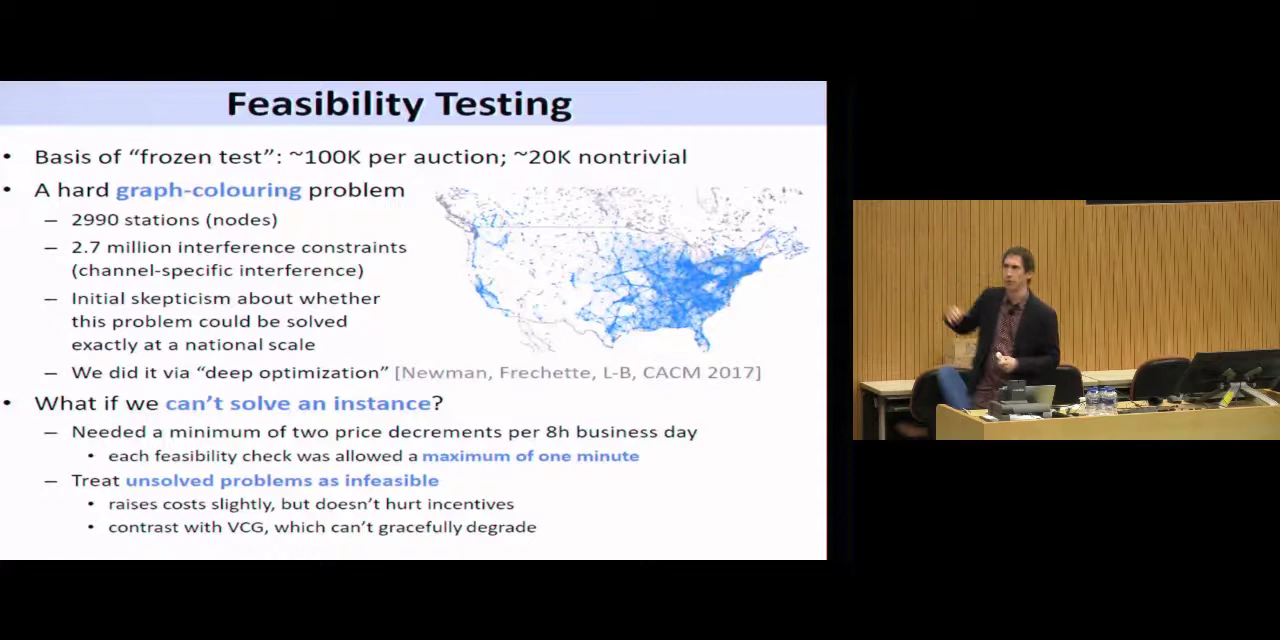 Feasibility Testing
• Basis of “frozen test”: ~100K per auction; ~20K nontrivial
• A hard graph-colouring problem
– 2990 stations (nodes)
– 2.7 million interference constraints
(channel-specific interference)
– Initial skepticism about whether
this problem could be solved
exactly at a national scale
– We did it via “deep optimization” [Newman, Frechette, L-B, CACM 2017]
• What if we can’t solve an instance?
– Needed a minimum of two price decrements per 8h business day
• each feasibility check was allowed a maximum of one minute
– Treat unsolved problems as infeasible
• raises costs slightly, but doesn’t hurt incentives
• contrast with VCG, which can’t gracefully degrade